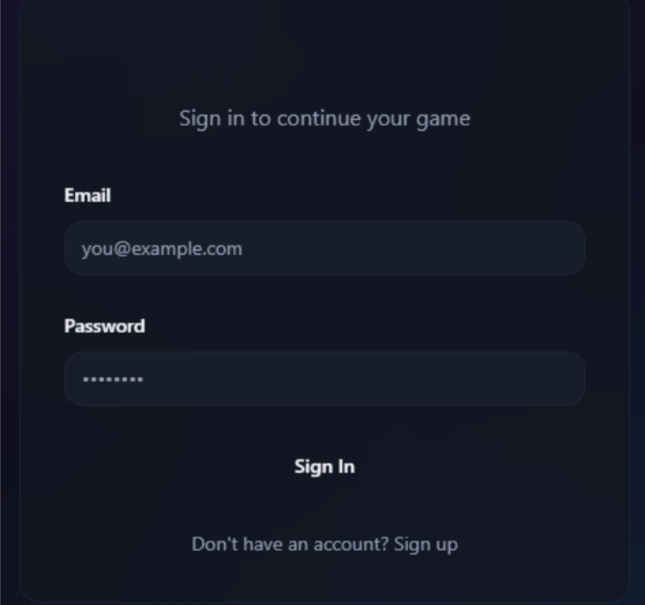 Sign in to continue your game
Email
you@example.com
Password
••••••••
Sign In
Don't have an account? Sign up